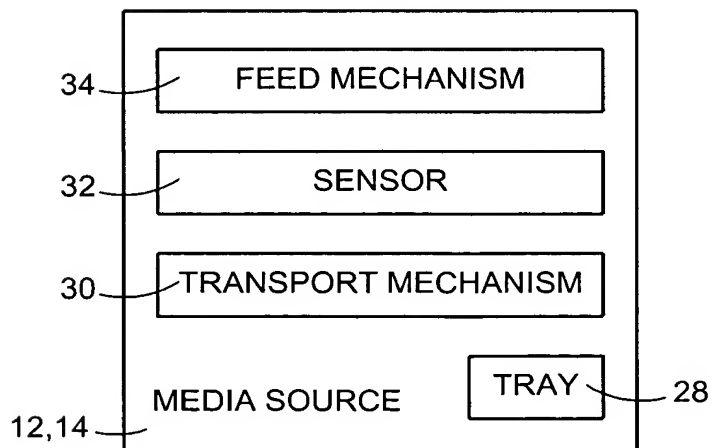 34 FEED MECHANISM
32 SENSOR
30 TRANSPORT MECHANISM
TRAY 28
MEDIA SOURCE
12,14